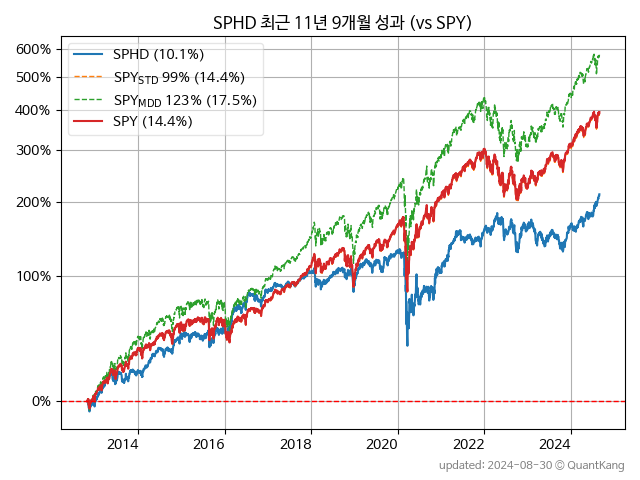 SPHD 최근 11년 9개월 성과 (vs SPY)
600%
500%
400%
300%
200%
100%
0%
SPHD (10.1%)
SPY_STD 99% (14.4%)
SPY_MDD 123% (17.5%)
SPY (14.4%)
2014 2016 2018 2020 2022 2024
updated: 2024-08-30 © QuantKang